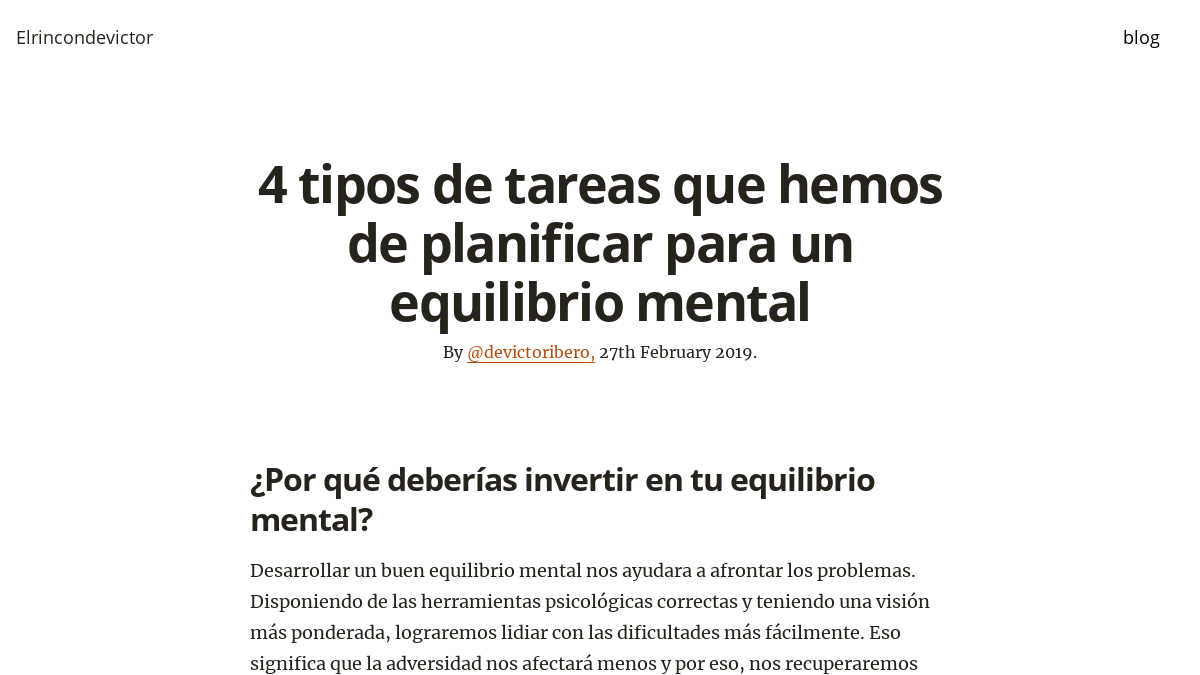 Elrincondevictor
blog
4 tipos de tareas que hemos
de planificar para un
equilibrio mental
By @devictoribero, 27th February 2019.
¿Por qué deberías invertir en tu equilibrio
mental?
Desarrollar un buen equilibrio mental nos ayudara a afrontar los problemas.
Disponiendo de las herramientas psicológicas correctas y teniendo una visión
más ponderada, lograremos lidiar con las dificultades más fácilmente. Eso
significa que la adversidad nos afectará menos y por eso, nos recuperaremos